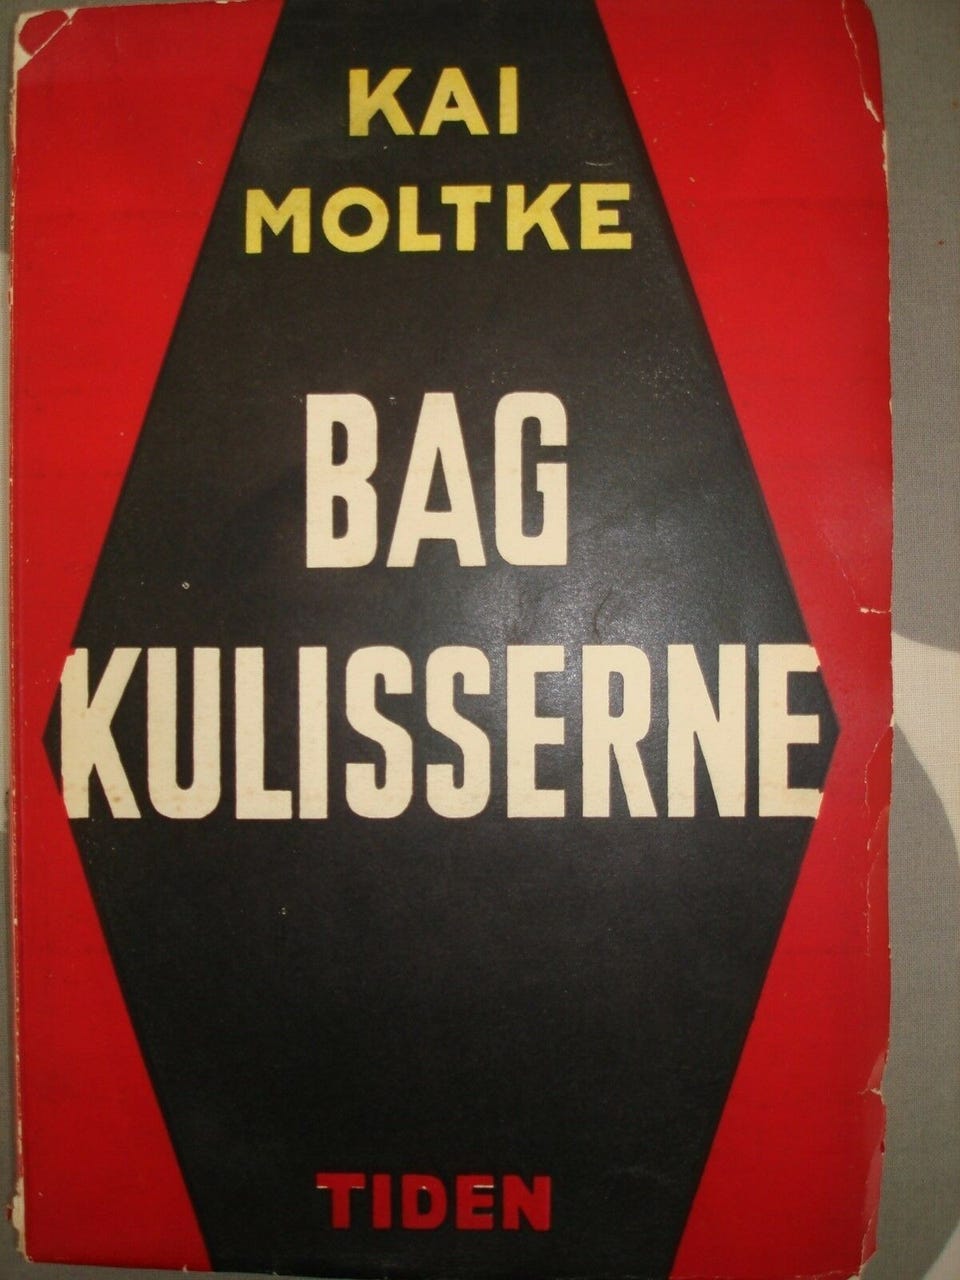 KAI
MOLTKE
BAG
KULISSERNE
TIDEN